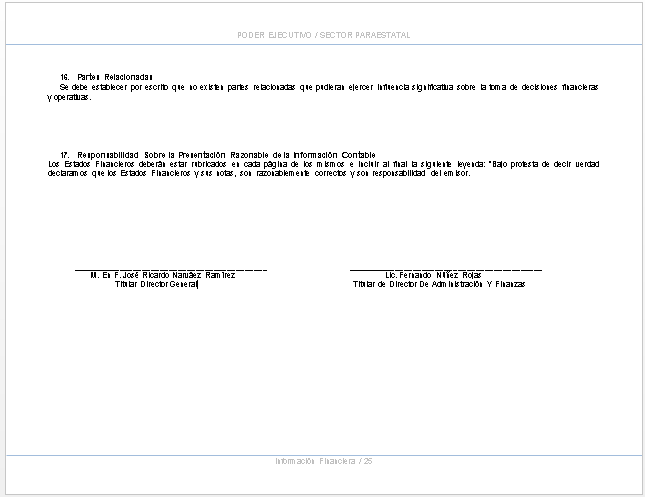 PODER EJECUTIVO / SECTOR PARAESTATAL
16. Partes Relacionadas
Se debe establecer por escrito que no existen partes relacionadas que pudieran ejercer influencia significativa sobre la toma de decisiones financieras
y operativas.
17. Responsabilidad Sobre la Presentación Razonable de la Información Contable
Los Estados Financieros deberán estar rubricados en cada página de los mismos e incluir al final la siguiente leyenda: "Bajo protesta de decir verdad
declaramos que los Estados Financieros y sus notas, son razonablemente correctos y son responsabilidad del emisor.
M. En F. José Ricardo Narváez Ramírez
Lic. Fernando Núñez Rojas
Titular Director General
Titular de Director De Administración Y Finanzas
Información Financiera / 25